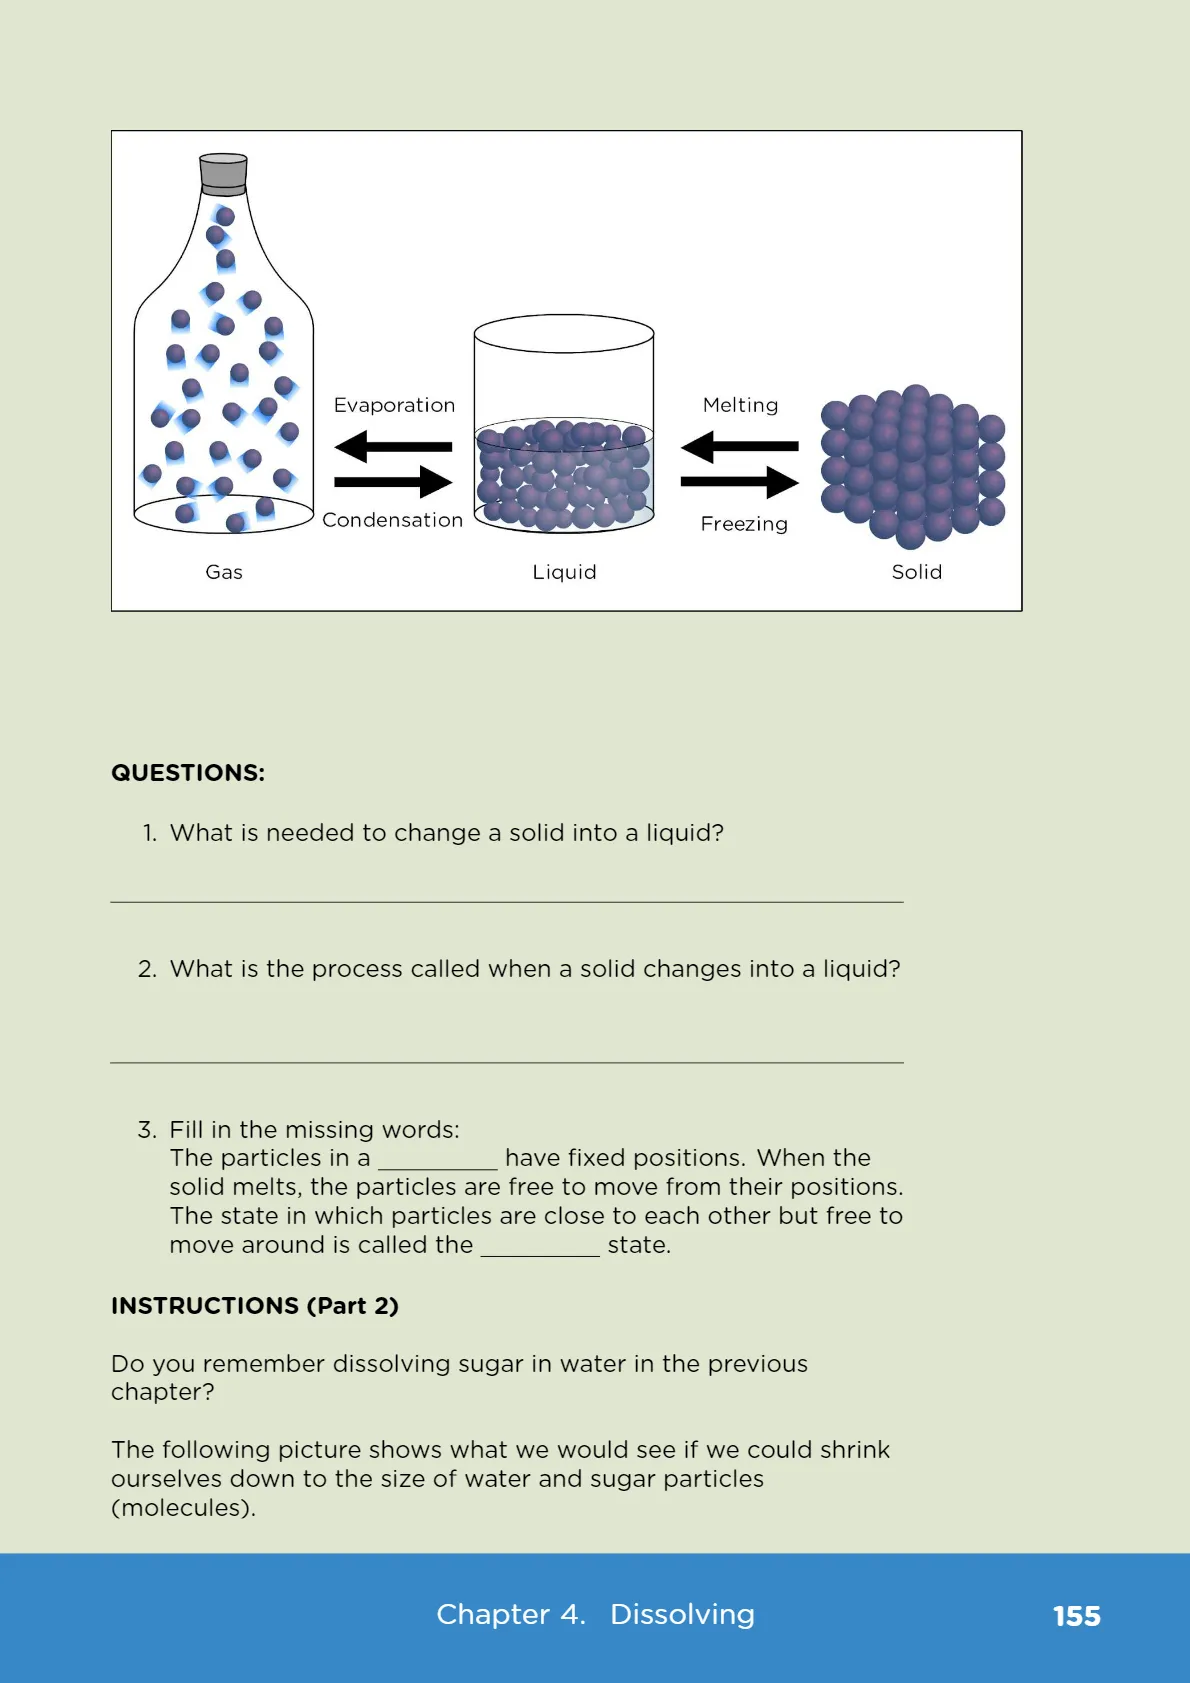 Evaporation
Melting
Condensation
Freezing
Gas
Liquid
Solid
QUESTIONS:
1. What is needed to change a solid into a liquid?
2. What is the process called when a solid changes into a liquid?
3. Fill in the missing words:
The particles in a _________ have fixed positions. When the
solid melts, the particles are free to move from their positions.
The state in which particles are close to each other but free to
move around is called the _________ state.
INSTRUCTIONS (Part 2)
Do you remember dissolving sugar in water in the previous
chapter?
The following picture shows what we would see if we could shrink
ourselves down to the size of water and sugar particles
(molecules).
Chapter 4. Dissolving
155